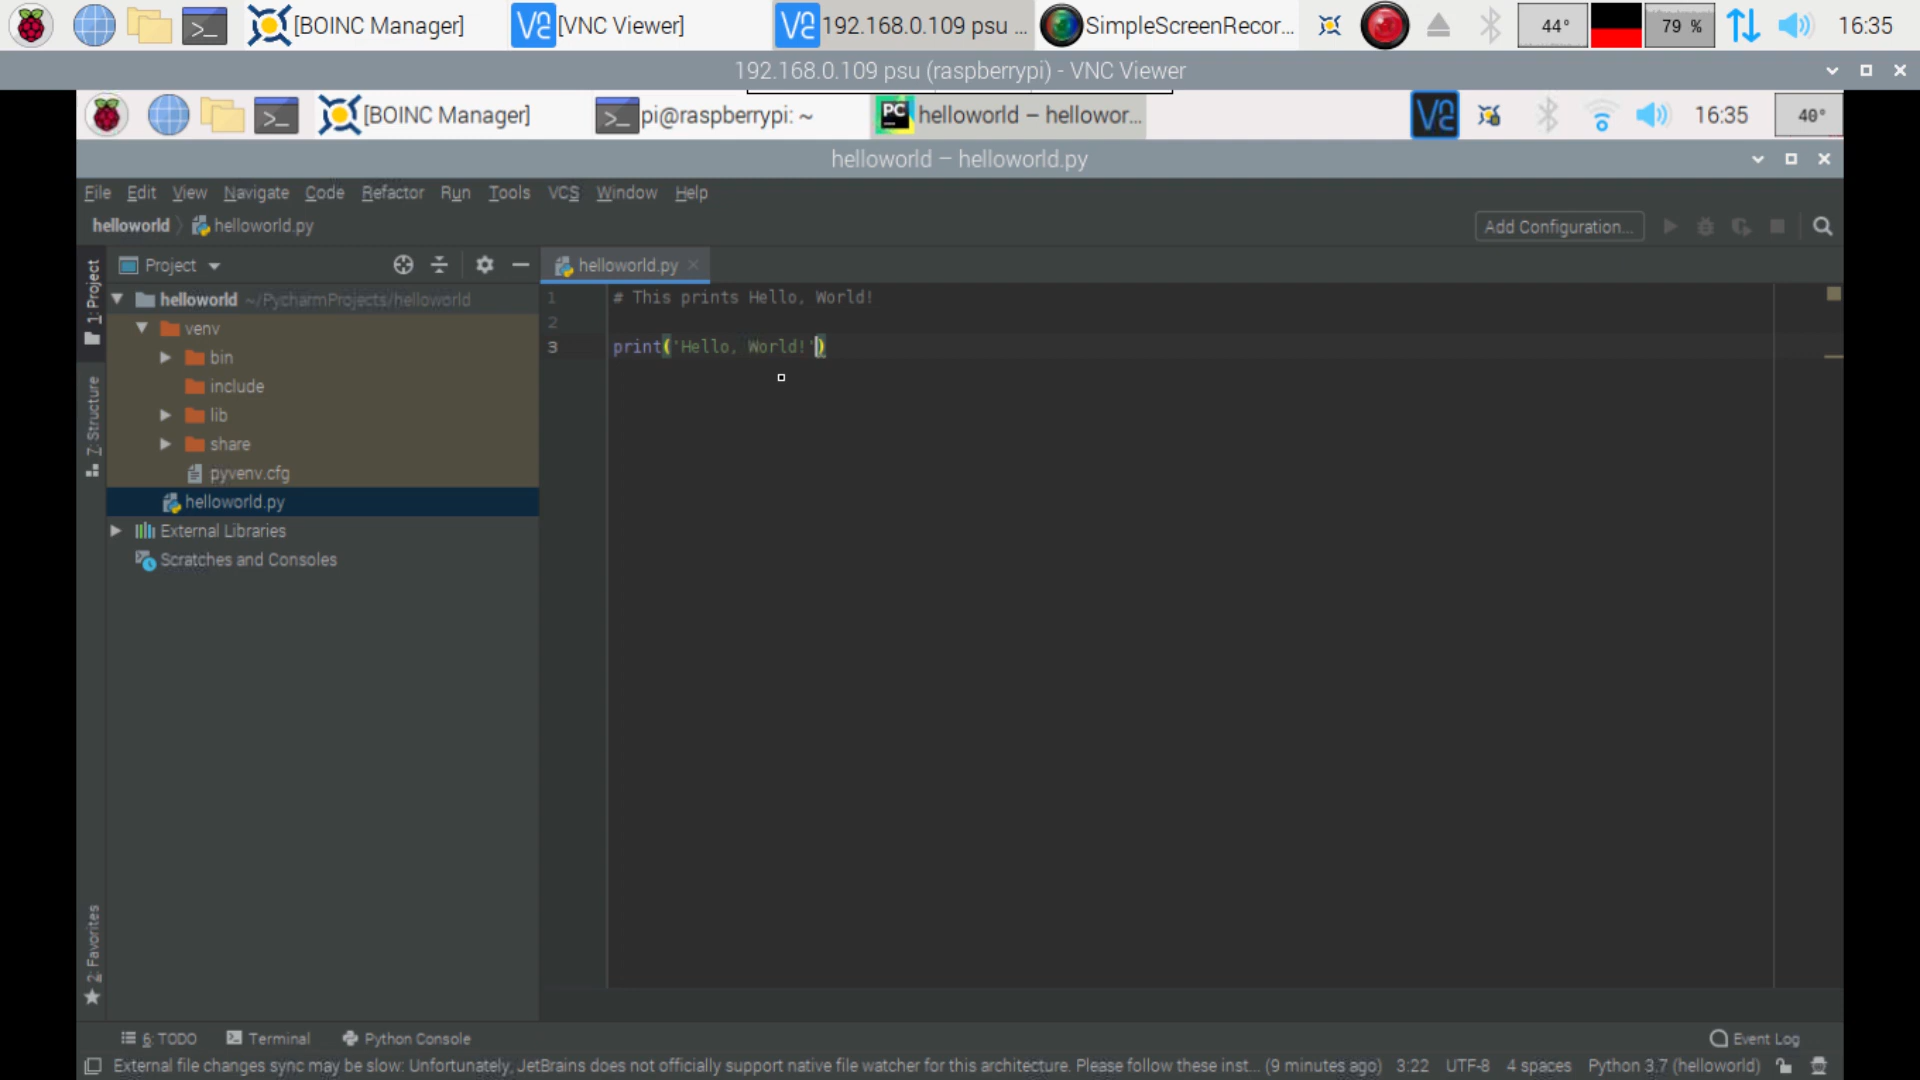 [BOINC Manager] [VNC Viewer] 192.168.0.109 psu ... SimpleScreenRecor... 44° 79 % 16:35
192.168.0.109 psu (raspberrypi) - VNC Viewer
[BOINC Manager] pi@raspberrypi: ~ helloworld – hellowor... 16:35 40°
helloworld – helloworld.py
File Edit View Navigate Code Refactor Run Tools VCS Window Help
helloworld helloworld.py Add Configuration...
Project helloworld.py
1: Project
helloworld ~/PycharmProjects/helloworld
venv
bin
include
lib
share
pyvenv.cfg
helloworld.py
External Libraries
Scratches and Consoles
7: Structure
2: Favorites
1 # This prints Hello, World!
2
3 print('Hello, World!')
6: TODO Terminal Python Console Event Log
External file changes sync may be slow: Unfortunately, JetBrains does not officially support native file watcher for this architecture. Please follow these inst... (9 minutes ago) 3:22 UTF-8 4 spaces Python 3.7 (helloworld)